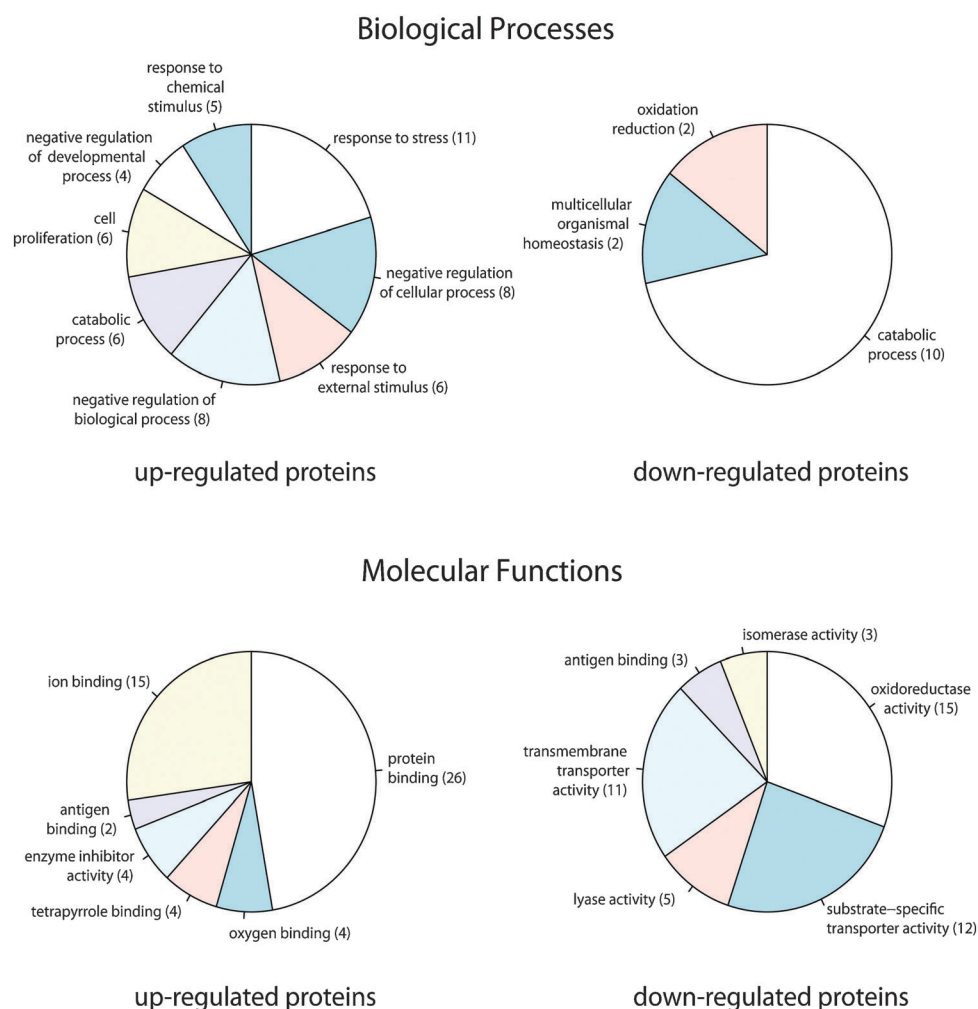 Biological Processes
response to
chemical
stimulus (5)
response to stress (11)
negative regulation
of developmental
process (4)
cell
proliferation (6)
negative regulation
of cellular process (8)
catabolic
process (6)
response to
external stimulus (6)
negative regulation of
biological process (8)
up-regulated proteins
oxidation
reduction (2)
multicellular
organismal
homeostasis (2)
catabolic
process (10)
down-regulated proteins
Molecular Functions
ion binding (15)
protein
binding (26)
antigen
binding (2)
enzyme inhibitor
activity (4)
tetrapyrrole binding (4)
oxygen binding (4)
up-regulated proteins
isomerase activity (3)
antigen binding (3)
oxidoreductase
activity (15)
transmembrane
transporter
activity (11)
lyase activity (5)
substrate–specific
transporter activity (12)
down-regulated proteins